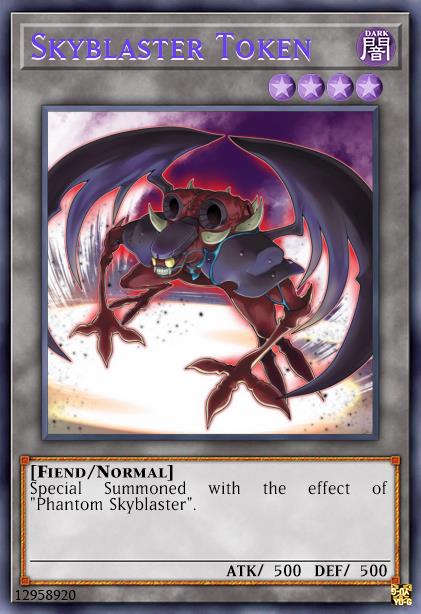 Skyblaster Token
DARK
闇
[Fiend/Normal]
Special Summoned with the effect of
"Phantom Skyblaster".
ATK/ 500 DEF/ 500
12958920